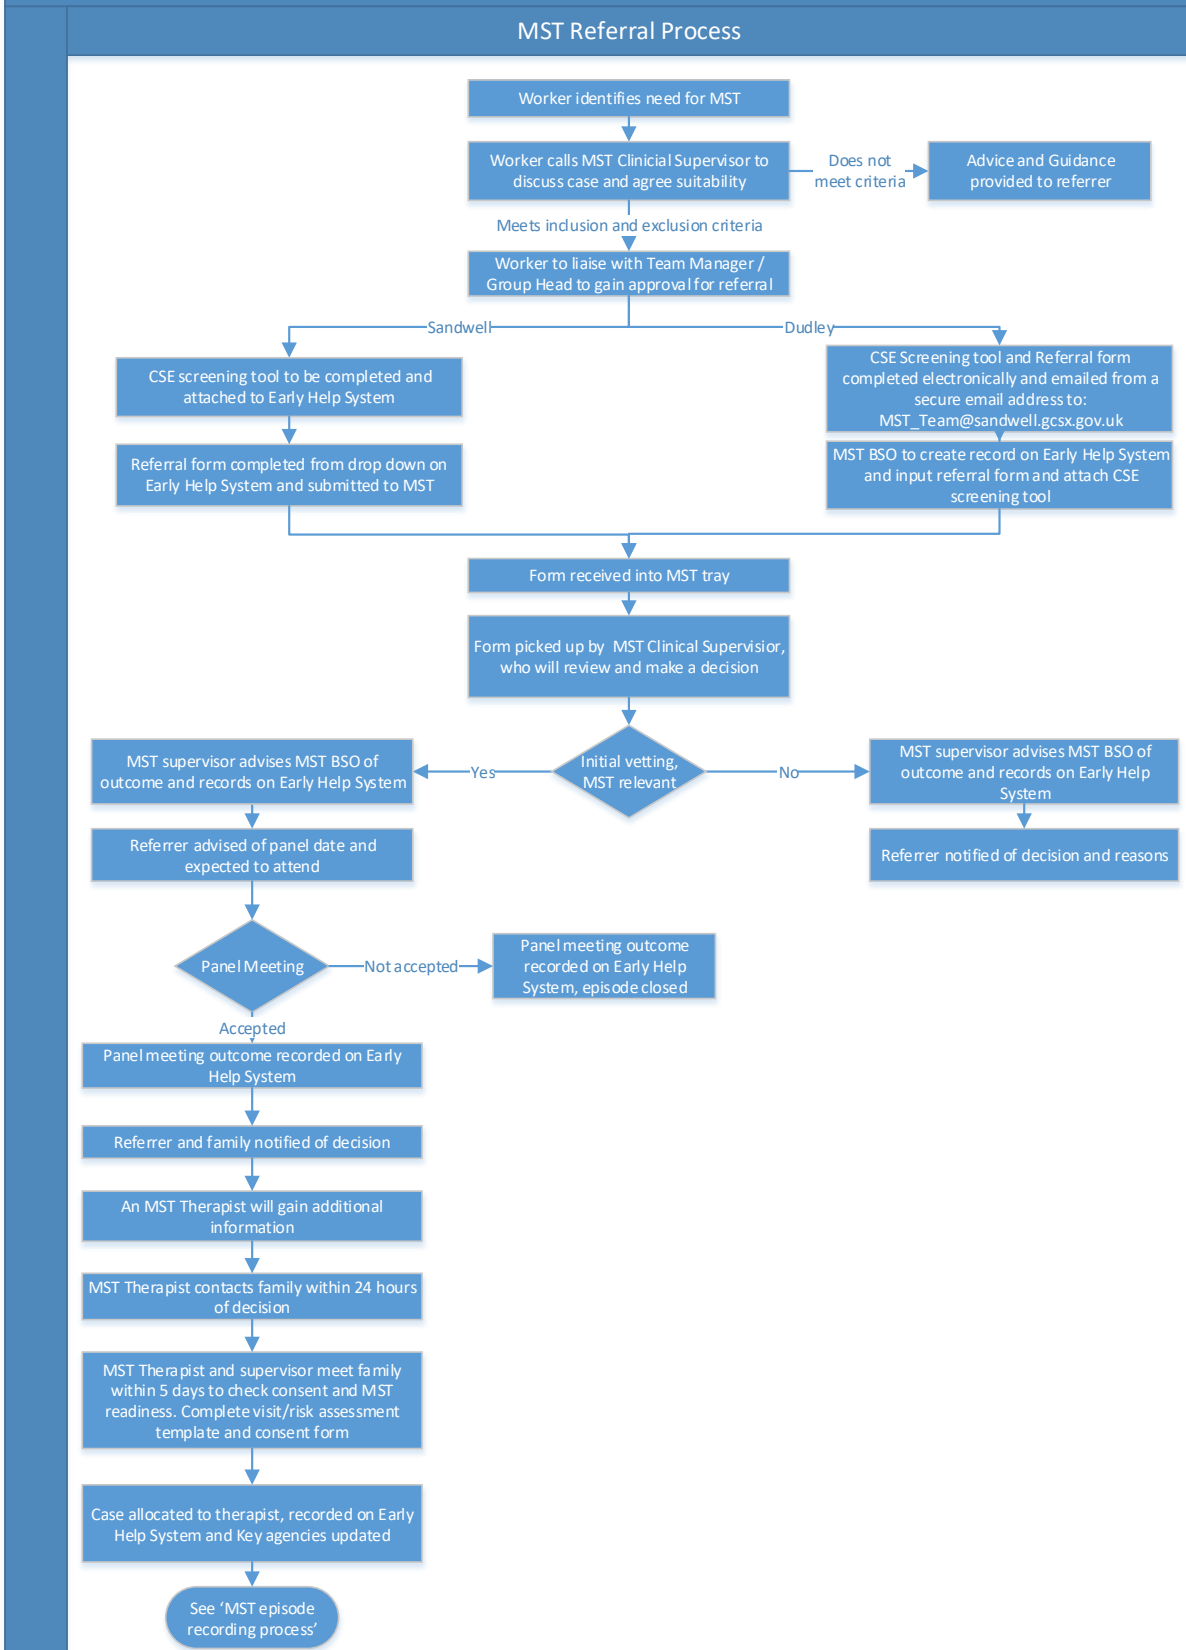 MST Referral Process
Worker identifies need for MST
Worker calls MST Clinicial Supervisor to
discuss case and agree suitability
Does not
meet criteria
Advice and Guidance
provided to referrer
Meets inclusion and exclusion criteria
Worker to liaise with Team Manager /
Group Head to gain approval for referral
Sandwell
Dudley
CSE screening tool to be completed and
attached to Early Help System
Referral form completed from drop down on
Early Help System and submitted to MST
CSE Screening tool and Referral form
completed electronically and emailed from a
secure email address to:
MST_Team@sandwell.gcsx.gov.uk
MST BSO to create record on Early Help System
and input referral form and attach CSE
screening tool
Form received into MST tray
Form picked up by MST Clinical Supervisior,
who will review and make a decision
Initial vetting,
MST relevant
Yes
No
MST supervisor advises MST BSO of
outcome and records on Early Help System
Referrer advised of panel date and
expected to attend
MST supervisor advises MST BSO of
outcome and records on Early Help
System
Referrer notified of decision and reasons
Panel Meeting
Not accepted
Panel meeting outcome
recorded on Early Help
System, episode closed
Accepted
Panel meeting outcome recorded on Early
Help System
Referrer and family notified of decision
An MST Therapist will gain additional
information
MST Therapist contacts family within 24 hours
of decision
MST Therapist and supervisor meet family
within 5 days to check consent and MST
readiness. Complete visit/risk assessment
template and consent form
Case allocated to therapist, recorded on Early
Help System and Key agencies updated
See ‘MST episode
recording process’